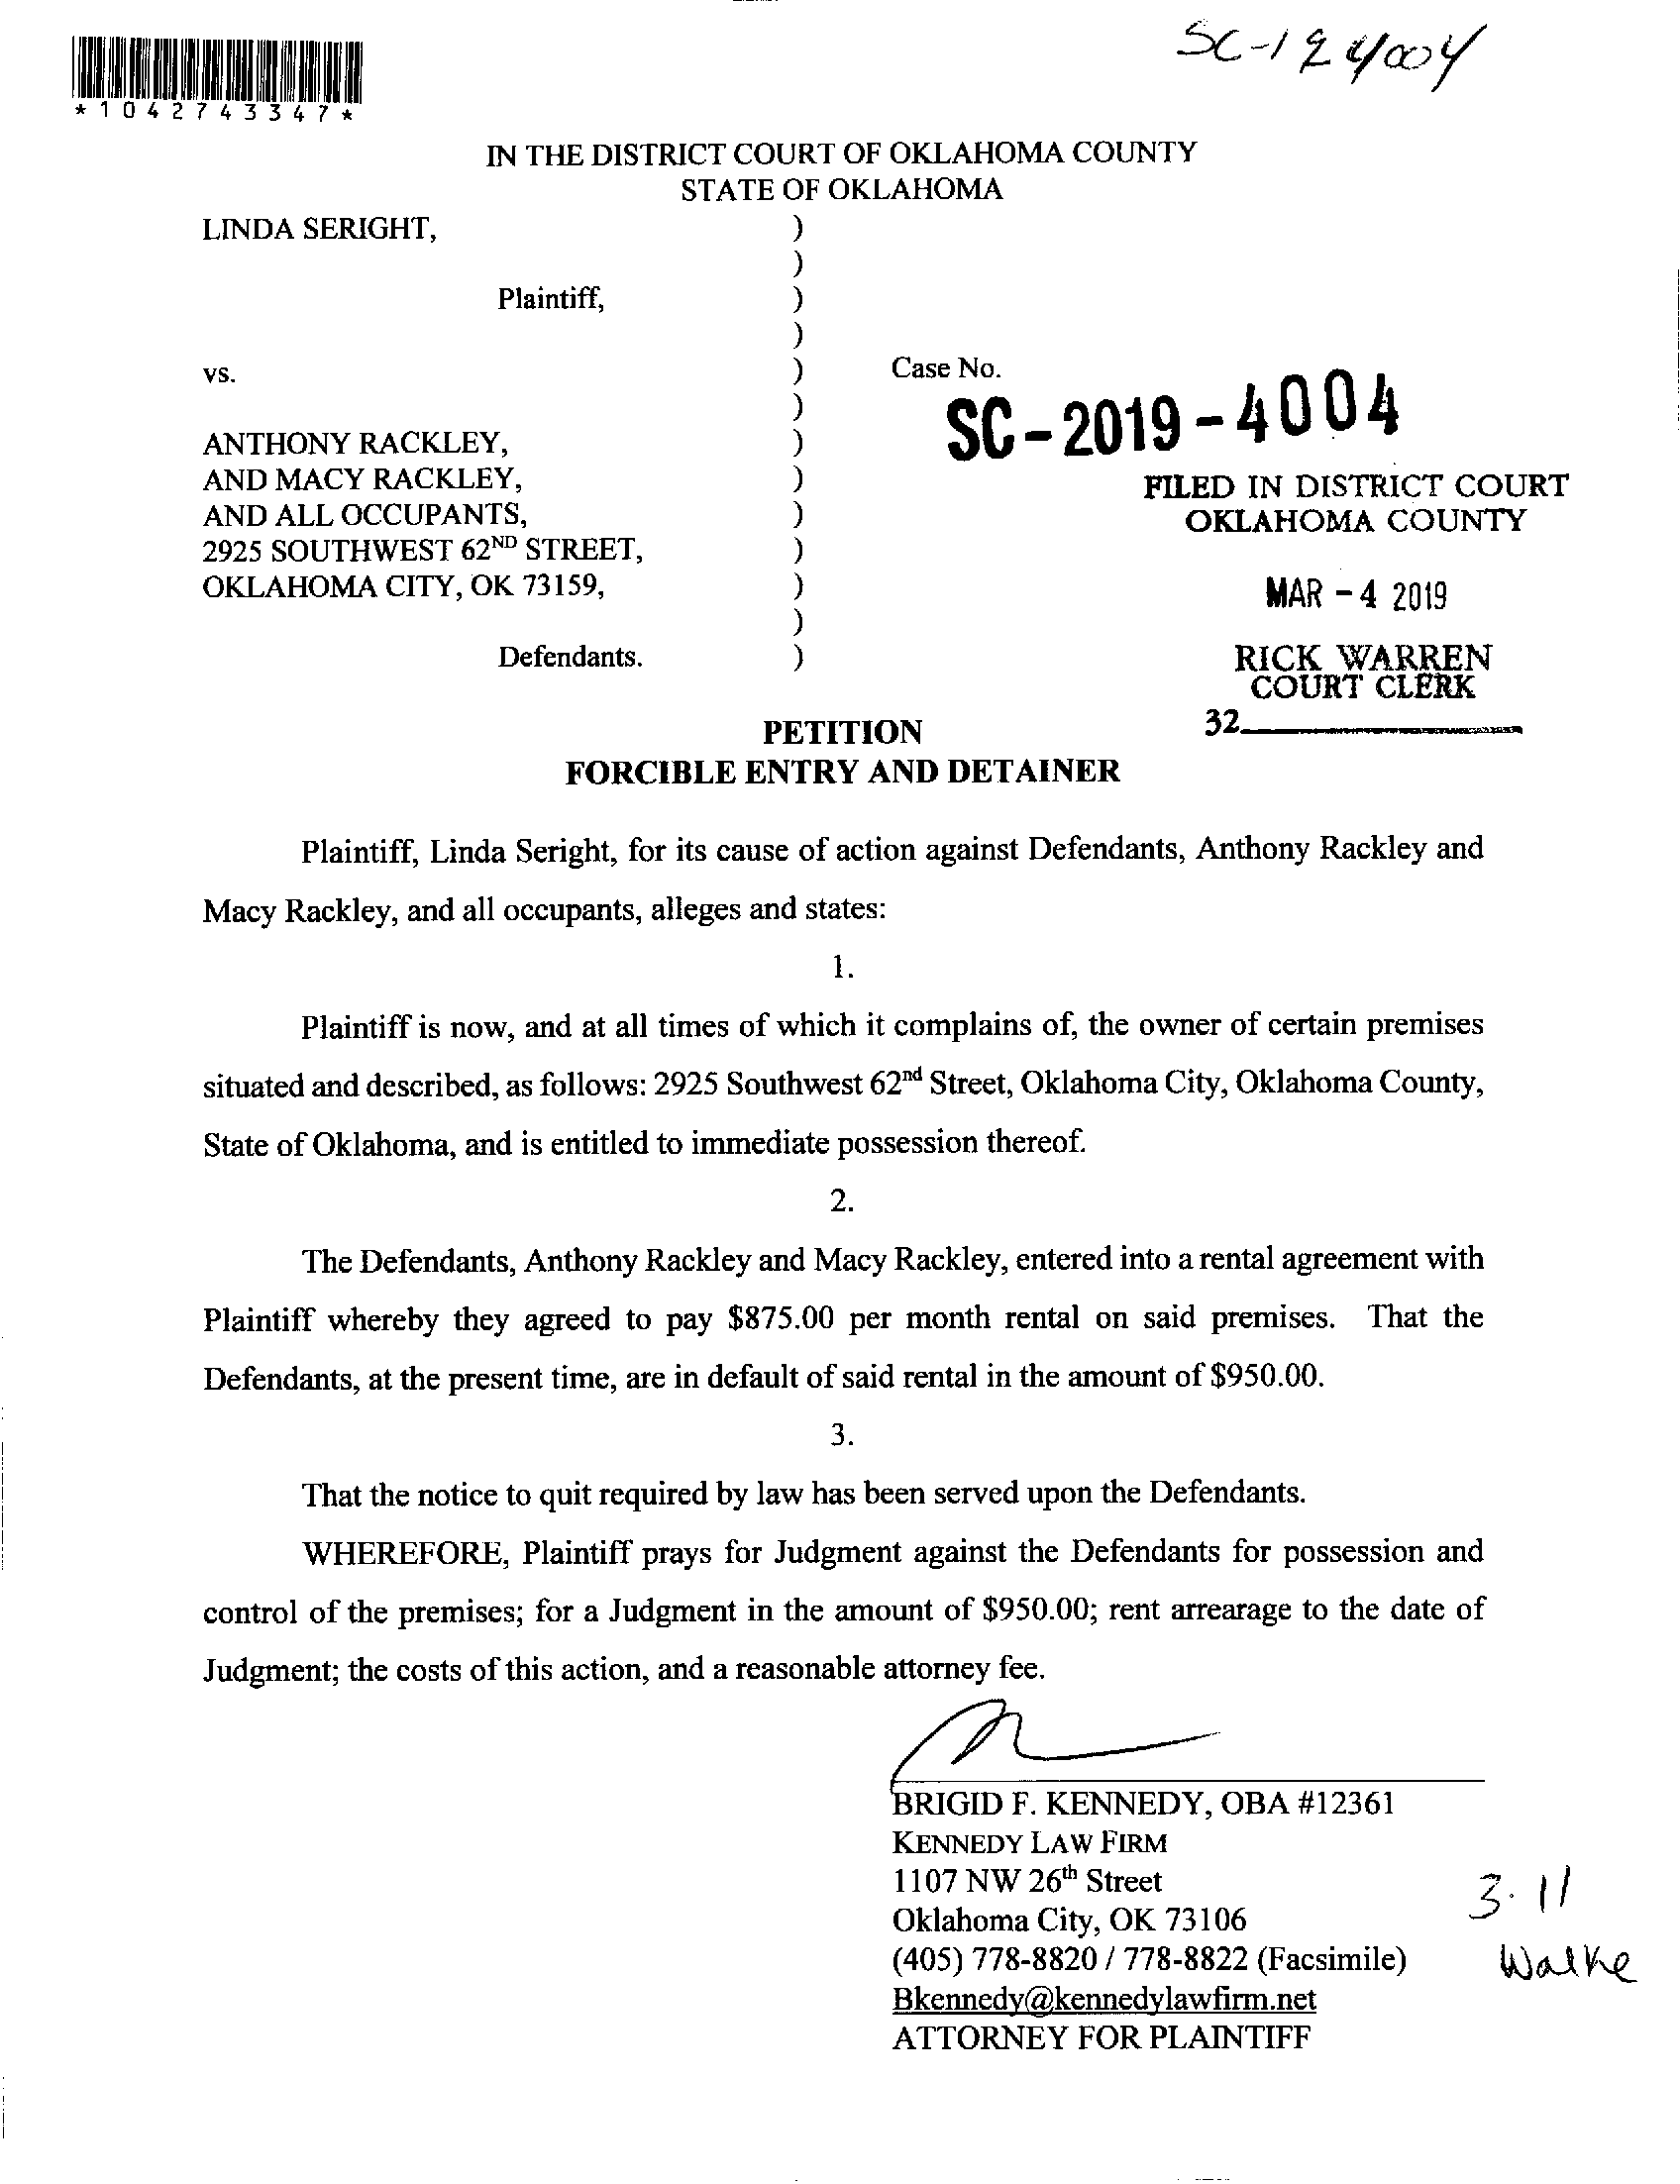 SC-194004
*1042743347*
IN THE DISTRICT COURT OF OKLAHOMA COUNTY
STATE OF OKLAHOMA
LINDA SERIGHT, )
)
Plaintiff, )
)
vs. ) Case No.
) SC-2019-4004
ANTHONY RACKLEY, )
AND MACY RACKLEY, ) FILED IN DISTRICT COURT
AND ALL OCCUPANTS, ) OKLAHOMA COUNTY
2925 SOUTHWEST 62ND STREET, )
OKLAHOMA CITY, OK 73159, ) MAR -4 2019
)
Defendants. ) RICK WARREN
COURT CLERK
32
PETITION
FORCIBLE ENTRY AND DETAINER
Plaintiff, Linda Seright, for its cause of action against Defendants, Anthony Rackley and
Macy Rackley, and all occupants, alleges and states:
1.
Plaintiff is now, and at all times of which it complains of, the owner of certain premises
situated and described, as follows: 2925 Southwest 62nd Street, Oklahoma City, Oklahoma County,
State of Oklahoma, and is entitled to immediate possession thereof.
2.
The Defendants, Anthony Rackley and Macy Rackley, entered into a rental agreement with
Plaintiff whereby they agreed to pay $875.00 per month rental on said premises. That the
Defendants, at the present time, are in default of said rental in the amount of $950.00.
3.
That the notice to quit required by law has been served upon the Defendants.
WHEREFORE, Plaintiff prays for Judgment against the Defendants for possession and
control of the premises; for a Judgment in the amount of $950.00; rent arrearage to the date of
Judgment; the costs of this action, and a reasonable attorney fee.
BRIGID F. KENNEDY, OBA #12361
KENNEDY LAW FIRM
1107 NW 26th Street
Oklahoma City, OK 73106
(405) 778-8820 / 778-8822 (Facsimile)
Bkennedy@kennedylawfirm.net
ATTORNEY FOR PLAINTIFF
3.11
Walke